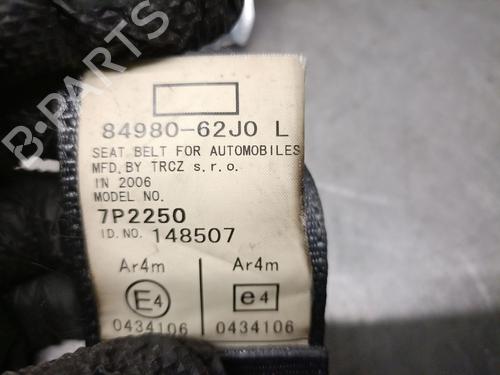 84980-62J0 L
SEAT BELT FOR AUTOMOBILES
MFD. BY TRCZ s.r.o.
IN 2006
MODEL NO.
7P2250
ID. NO. 148507
Ar4m Ar4m
E4 e4
0434106 0434106
B-PARTS